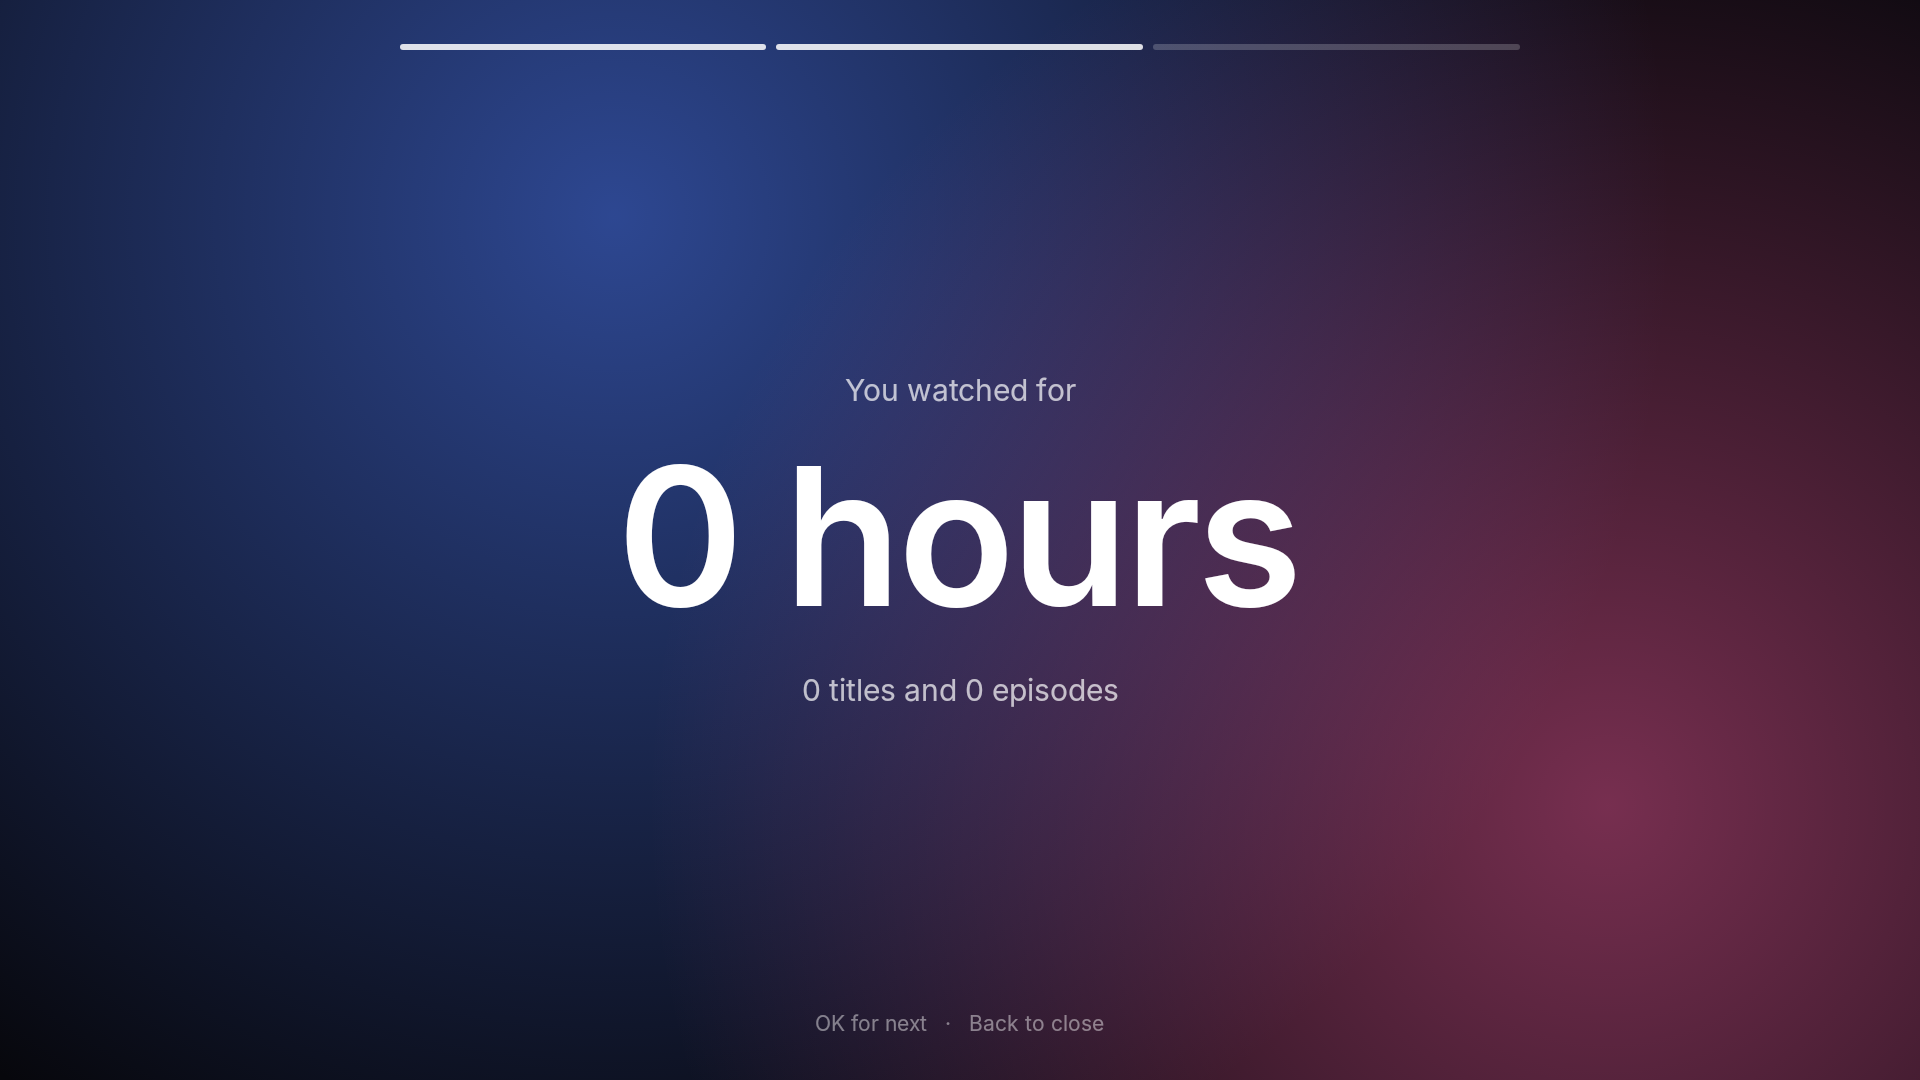 You watched for
0 hours
0 titles and 0 episodes
OK for next · Back to close